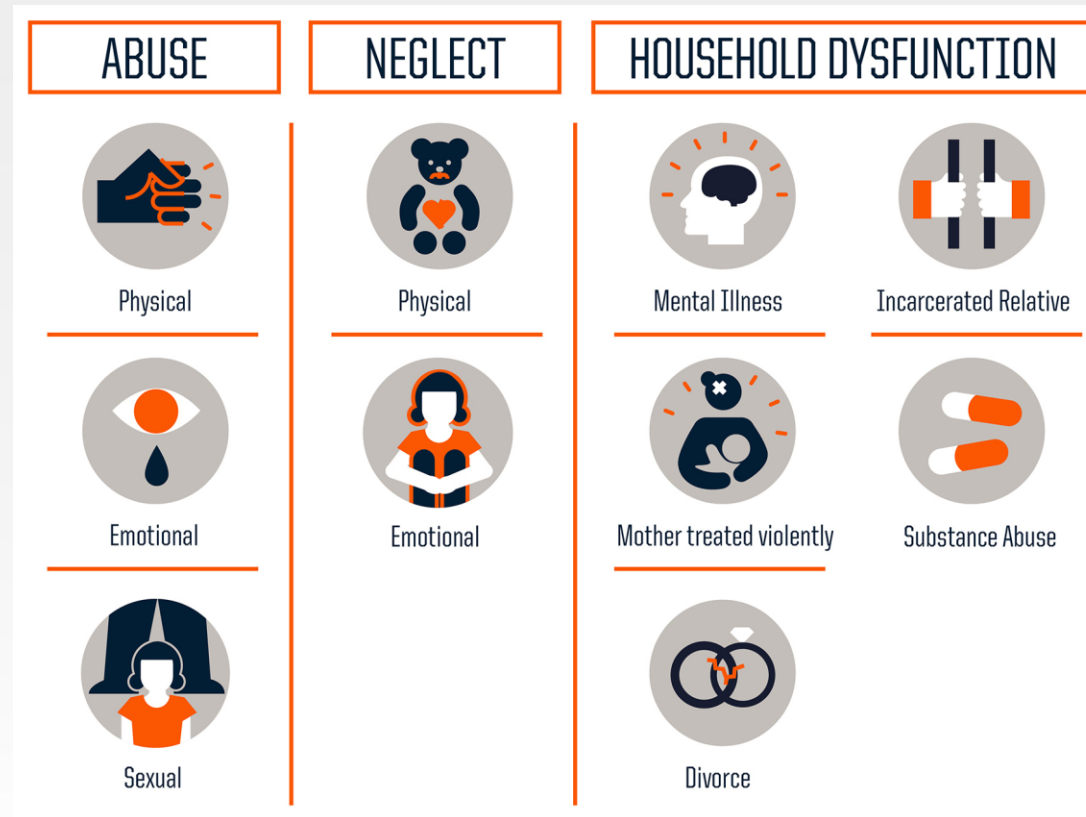 ABUSE
NEGLECT
HOUSEHOLD DYSFUNCTION
Physical
Emotional
Sexual
Physical
Emotional
Mental Illness
Incarcerated Relative
Mother treated violently
Substance Abuse
Divorce